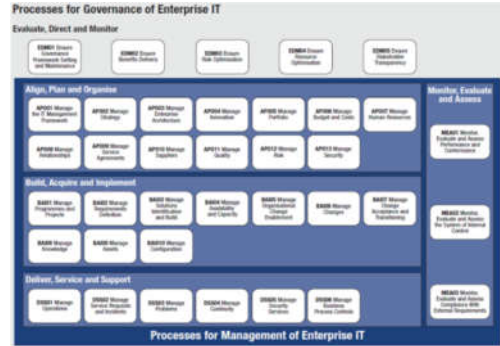 Processes for Governance of Enterprise IT
Evaluate, Direct and Monitor
EDM01 Ensure
Governance
Framework Setting
and Maintenance
EDM02 Ensure
Benefits Delivery
EDM03 Ensure
Risk Optimisation
EDM04 Ensure
Resource
Optimisation
EDM05 Ensure
Stakeholder
Transparency
Align, Plan and Organise
APO01 Manage
the IT Management
Framework
APO02 Manage
Strategy
APO03 Manage
Enterprise
Architecture
APO04 Manage
Innovation
APO05 Manage
Portfolio
APO06 Manage
Budget and Costs
APO07 Manage
Human Resources
APO08 Manage
Relationships
APO09 Manage
Service
Agreements
APO10 Manage
Suppliers
APO11 Manage
Quality
APO12 Manage
Risk
APO13 Manage
Security
Build, Acquire and Implement
BAI01 Manage
Programmes and
Projects
BAI02 Manage
Requirements
Definition
BAI03 Manage
Solutions
Identification
and Build
BAI04 Manage
Availability
and Capacity
BAI05 Manage
Organisational
Change
Enablement
BAI06 Manage
Changes
BAI07 Manage
Change
Acceptance and
Transitioning
BAI08 Manage
Knowledge
BAI09 Manage
Assets
BAI010 Manage
Configuration
Deliver, Service and Support
DSS01 Manage
Operations
DSS02 Manage
Service Requests
and Incidents
DSS03 Manage
Problems
DSS04 Manage
Continuity
DSS05 Manage
Security
Services
DSS06 Manage
Business
Process Controls
Monitor, Evaluate
and Assess
MEA01 Monitor,
Evaluate and Assess
Performance and
Conformance
MEA02 Monitor,
Evaluate and Assess
the System of Internal
Control
MEA03 Monitor,
Evaluate and Assess
Compliance With
External Requirements
Processes for Management of Enterprise IT